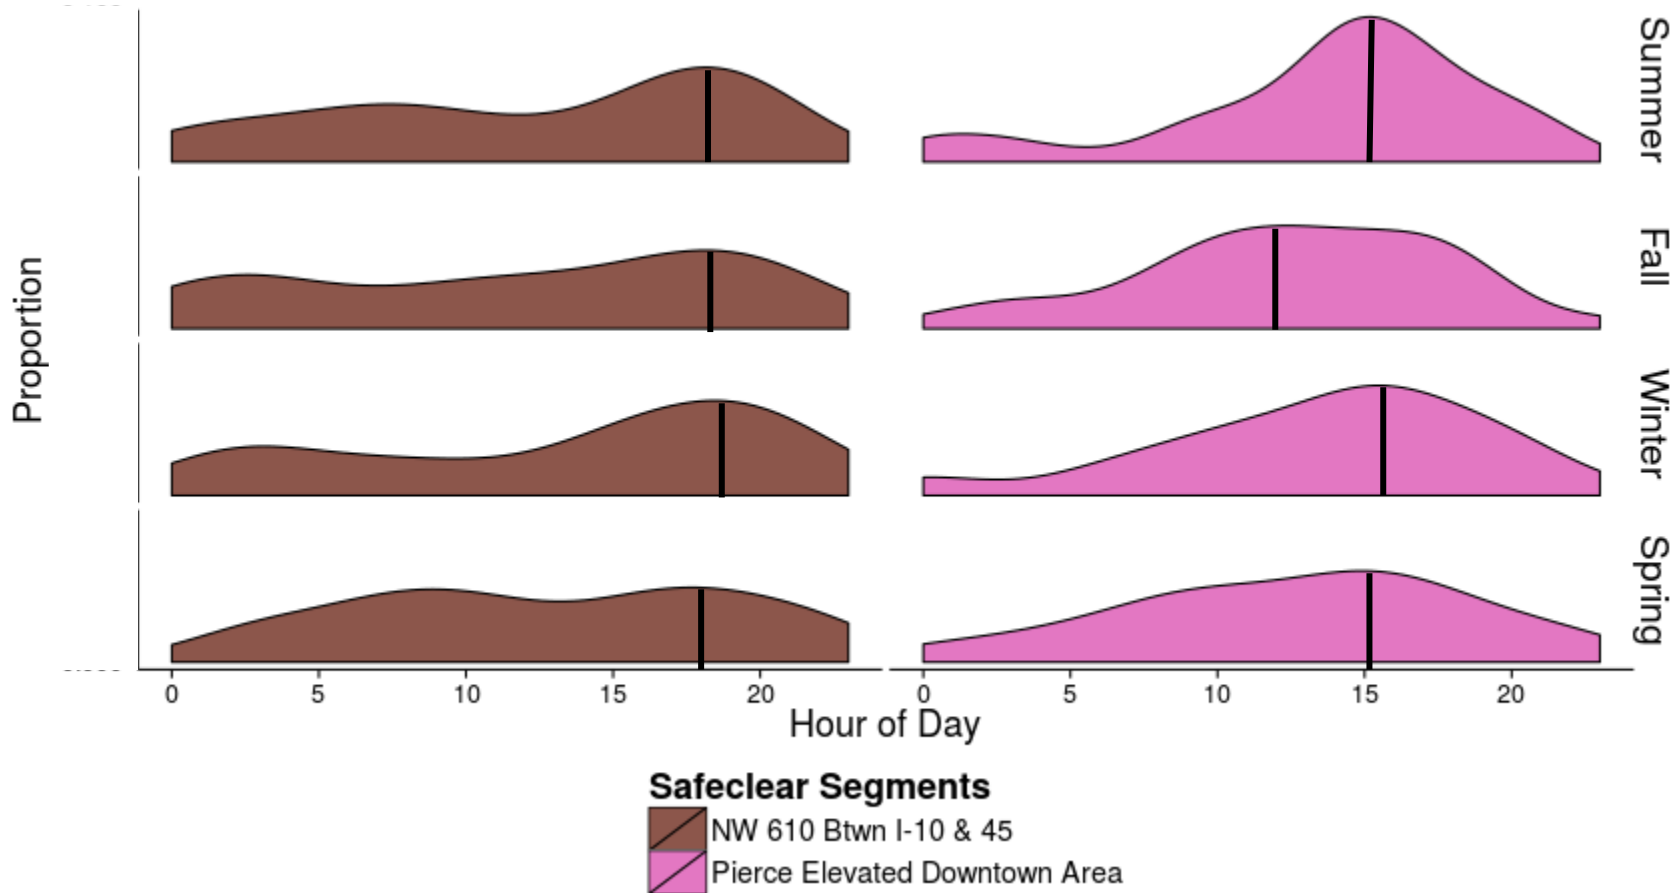 Summer
Fall
Winter
Spring
Proportion
0 5 10 15 20 0 5 10 15 20
Hour of Day
Safeclear Segments
NW 610 Btwn I-10 & 45
Pierce Elevated Downtown Area